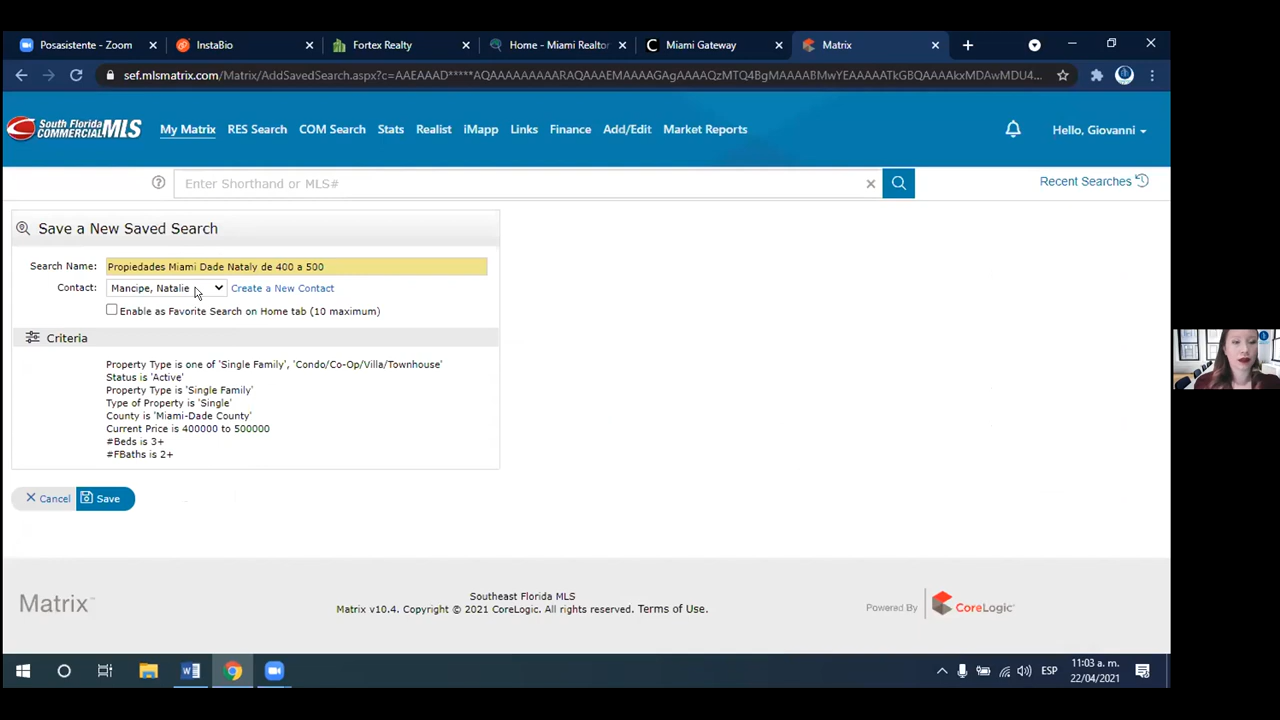 Posasistente - Zoom
InstaBio
Fortex Realty
Home - Miami Realtor
Miami Gateway
Matrix
sef.mlsmatrix.com/Matrix/AddSavedSearch.aspx?c=AAEAAAD*****AQAAAAAAAAARAQAAAEMAAAAGAgAAAAQzMTQ4BgMAAAABMwYEAAAAATkGBQAAAAkxMDAwMDU4...
South Florida
COMMERCIAL MLS
My Matrix RES Search COM Search Stats Realist iMapp Links Finance Add/Edit Market Reports
Hello, Giovanni
Enter Shorthand or MLS#
Recent Searches
Save a New Saved Search
Search Name: Propiedades Miami Dade Nataly de 400 a 500
Contact: Mancipe, Natalie Create a New Contact
Enable as Favorite Search on Home tab (10 maximum)
Criteria
Property Type is one of 'Single Family', 'Condo/Co-Op/Villa/Townhouse'
Status is 'Active'
Property Type is 'Single Family'
Type of Property is 'Single'
County is 'Miami-Dade County'
Current Price is 400000 to 500000
#Beds is 3+
#FBaths is 2+
Cancel Save
Matrix™
Southeast Florida MLS
Matrix v10.4. Copyright © 2021 CoreLogic. All rights reserved. Terms of Use.
Powered By CoreLogic
ESP
11:03 a. m.
22/04/2021